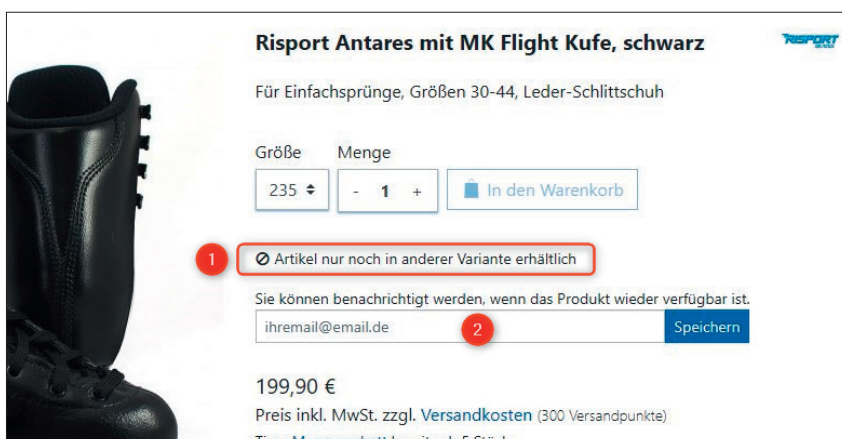 Risport Antares mit MK Flight Kufe, schwarz
RISPORT
Für Einfachsprünge, Größen 30-44, Leder-Schlittschuh
Größe Menge
235 - 1 + In den Warenkorb
1 Artikel nur noch in anderer Variante erhältlich
Sie können benachrichtigt werden, wenn das Produkt wieder verfügbar ist.
ihremail@email.de 2 Speichern
199,90 €
Preis inkl. MwSt. zzgl. Versandkosten (300 Versandpunkte)